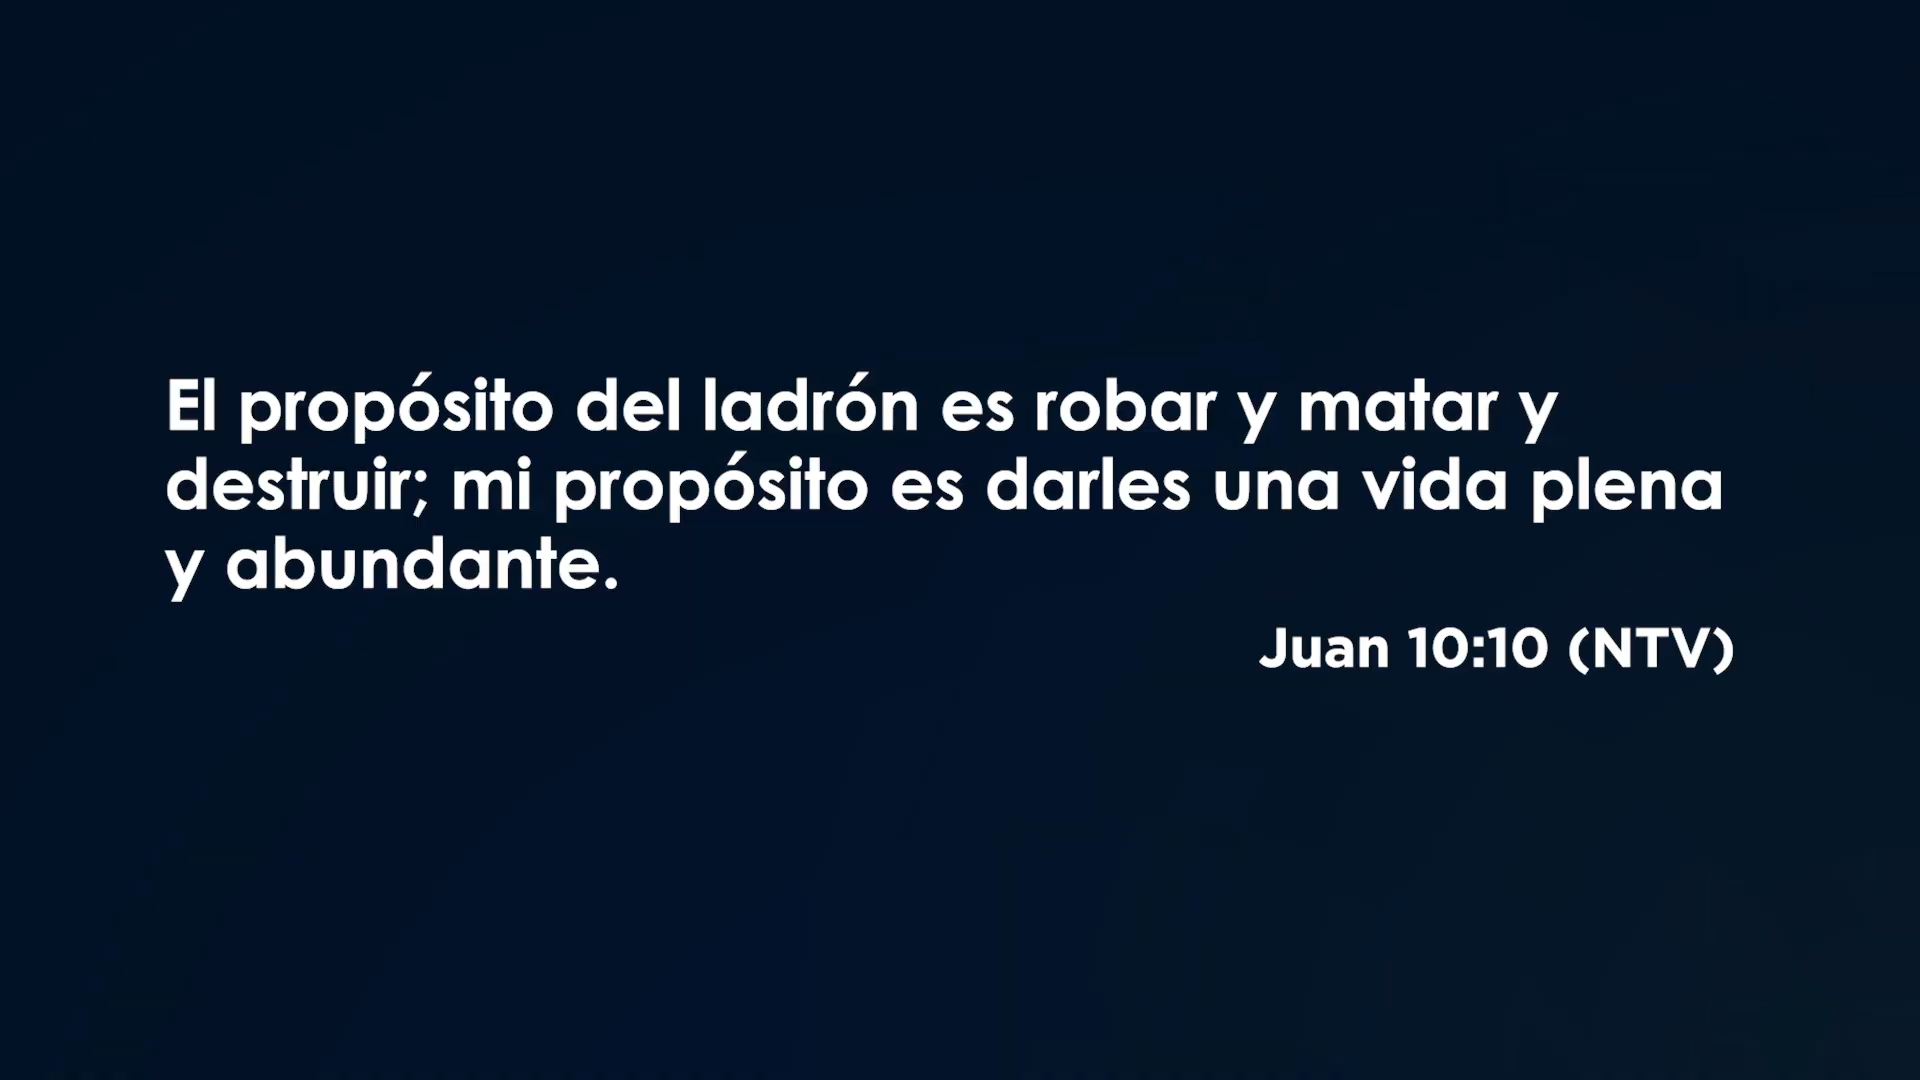 El propósito del ladrón es robar y matar y
destruir; mi propósito es darles una vida plena
y abundante.
Juan 10:10 (NTV)